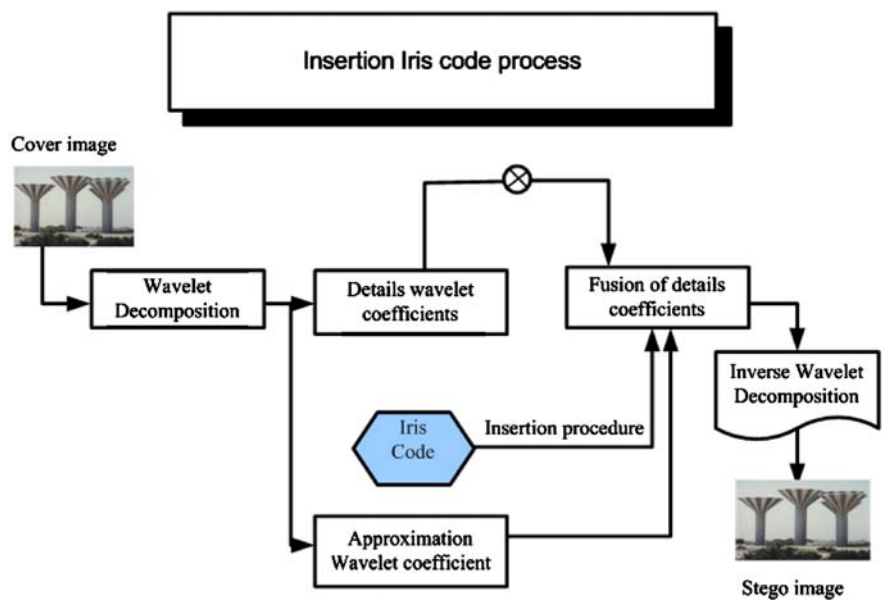 Insertion Iris code process
Cover image
Wavelet
Decomposition
Details wavelet
coefficients
Fusion of details
coefficients
Inverse Wavelet
Decomposition
Iris
Code
Insertion procedure
Approximation
Wavelet coefficient
Stego image